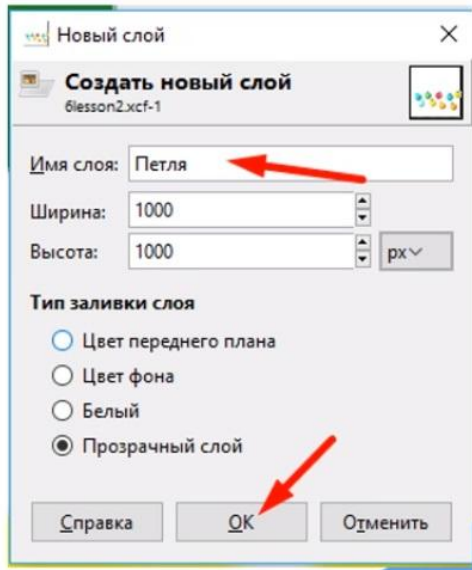 Новый слой
Создать новый слой
6lesson2.xcf-1
Имя слоя: Петля
Ширина: 1000
Высота: 1000 px
Тип заливки слоя
Цвет переднего плана
Цвет фона
Белый
Прозрачный слой
Справка OK Отменить